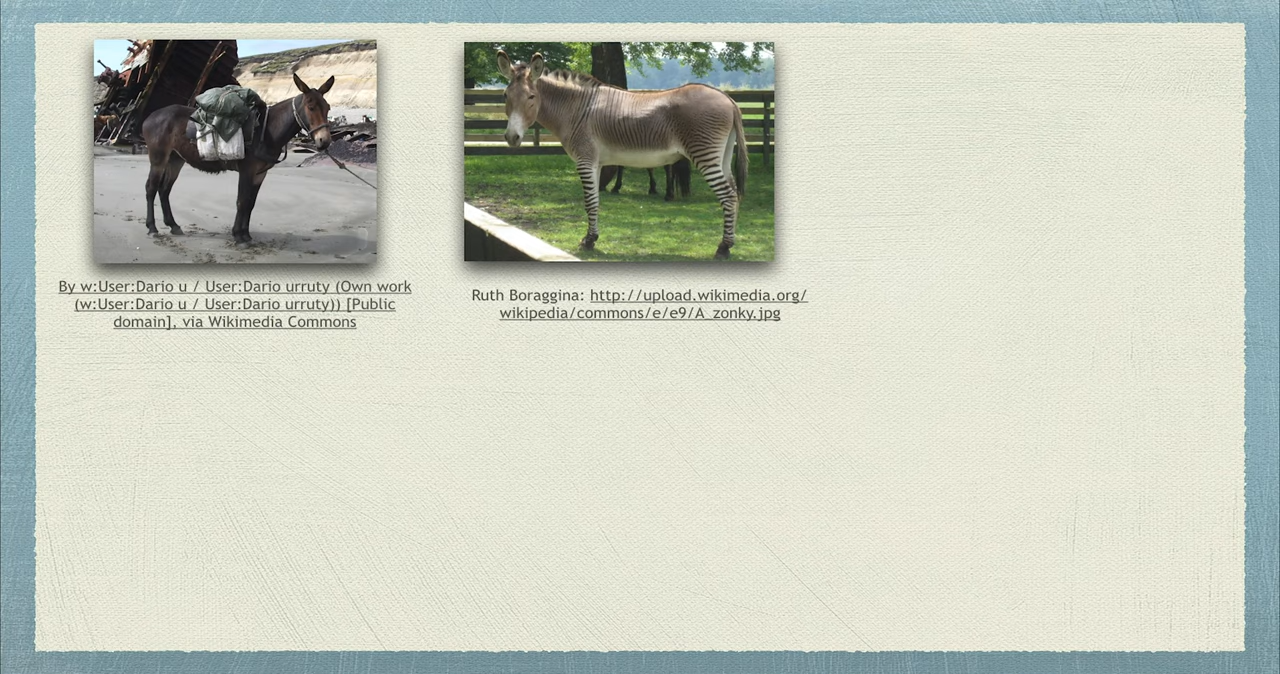 By w:User:Dario u / User:Dario urruty (Own work
(w:User:Dario u / User:Dario urruty)) [Public
domain], via Wikimedia Commons
Ruth Boraggina: http://upload.wikimedia.org/
wikipedia/commons/e/e9/A_zonky.jpg